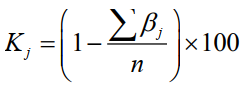 K_j = (1 - ∑β_j / n) × 100